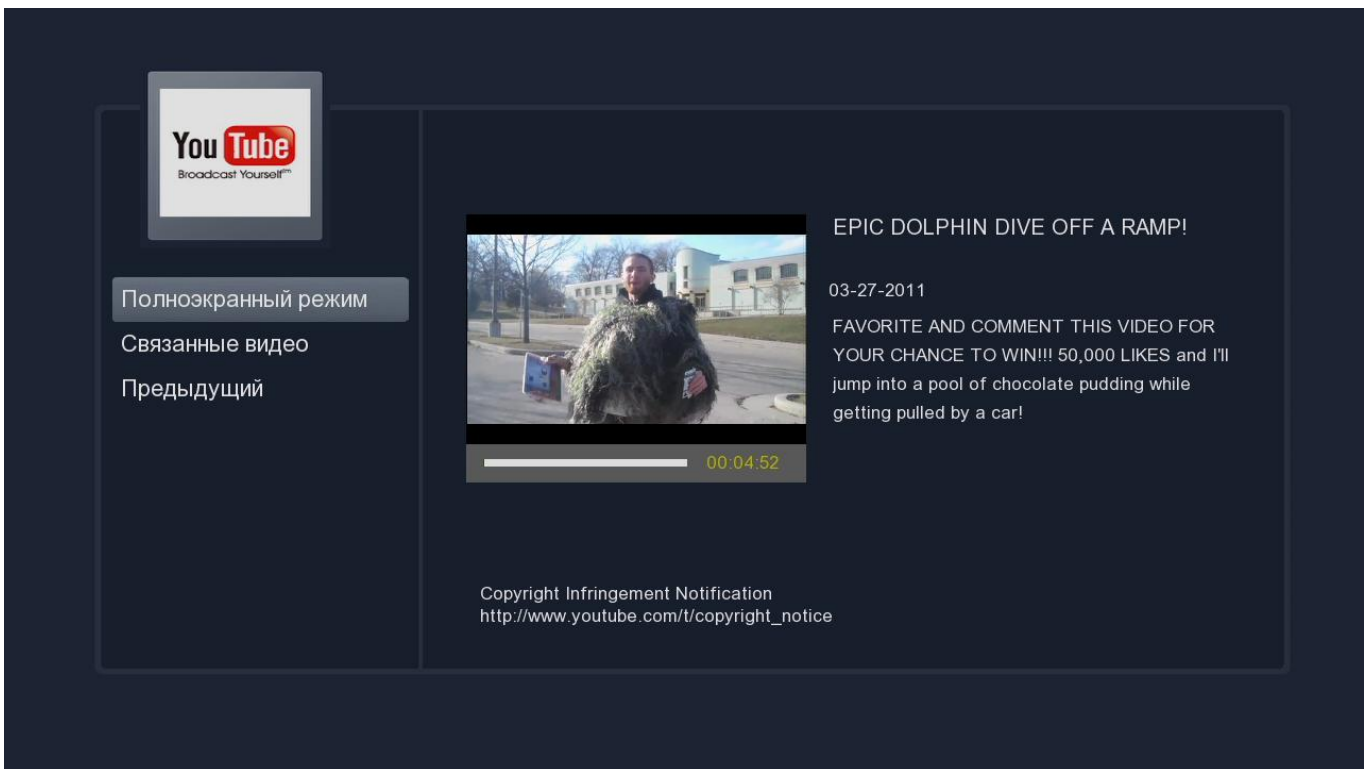 You Tube
Broadcast Yourself™
Полноэкранный режим
Связанные видео
Предыдущий
EPIC DOLPHIN DIVE OFF A RAMP!
03-27-2011
FAVORITE AND COMMENT THIS VIDEO FOR
YOUR CHANCE TO WIN!!! 50,000 LIKES and I'll
jump into a pool of chocolate pudding while
getting pulled by a car!
00:04:52
Copyright Infringement Notification
http://www.youtube.com/t/copyright_notice